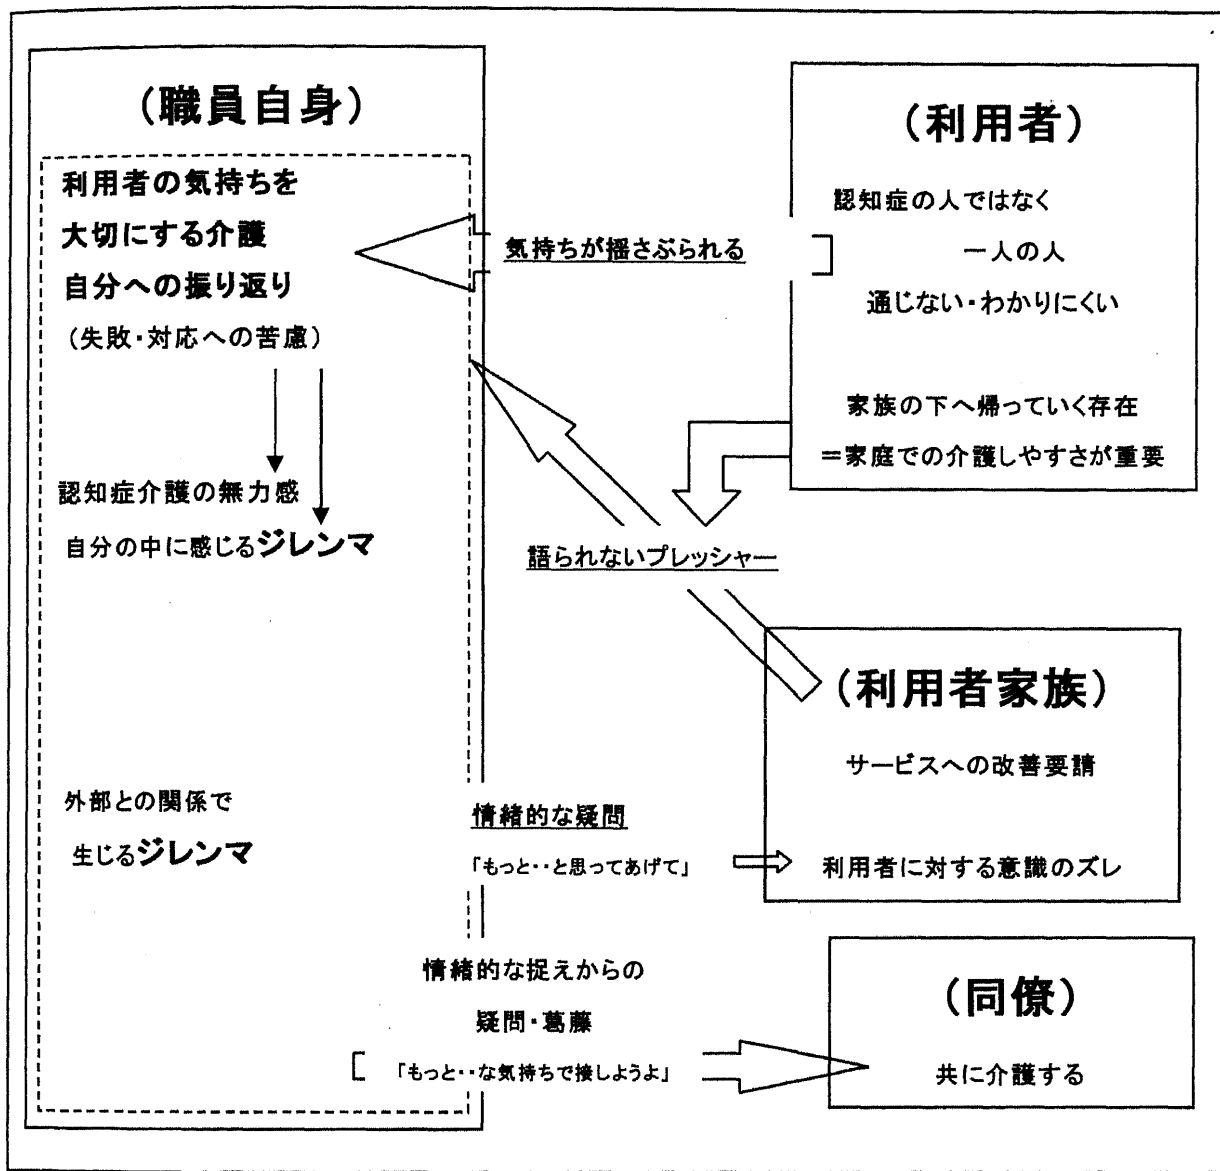 (職員自身)
利用者の気持ちを
大切にする介護
自分への振り返り
(失敗・対応への苦慮)
認知症介護の無力感
自分の中に感じるジレンマ
外部との関係で
生じるジレンマ
気持ちが揺さぶられる
語られないプレッシャー
情緒的な疑問
「もっと・・と思ってあげて」
情緒的な捉えからの
疑問・葛藤
「もっと・・な気持ちで接しようよ」
(利用者)
認知症の人ではなく
一人の人
通じない・わかりにくい
家族の下へ帰っていく存在
=家庭での介護しやすさが重要
(利用者家族)
サービスへの改善要請
利用者に対する意識のズレ
(同僚)
共に介護する